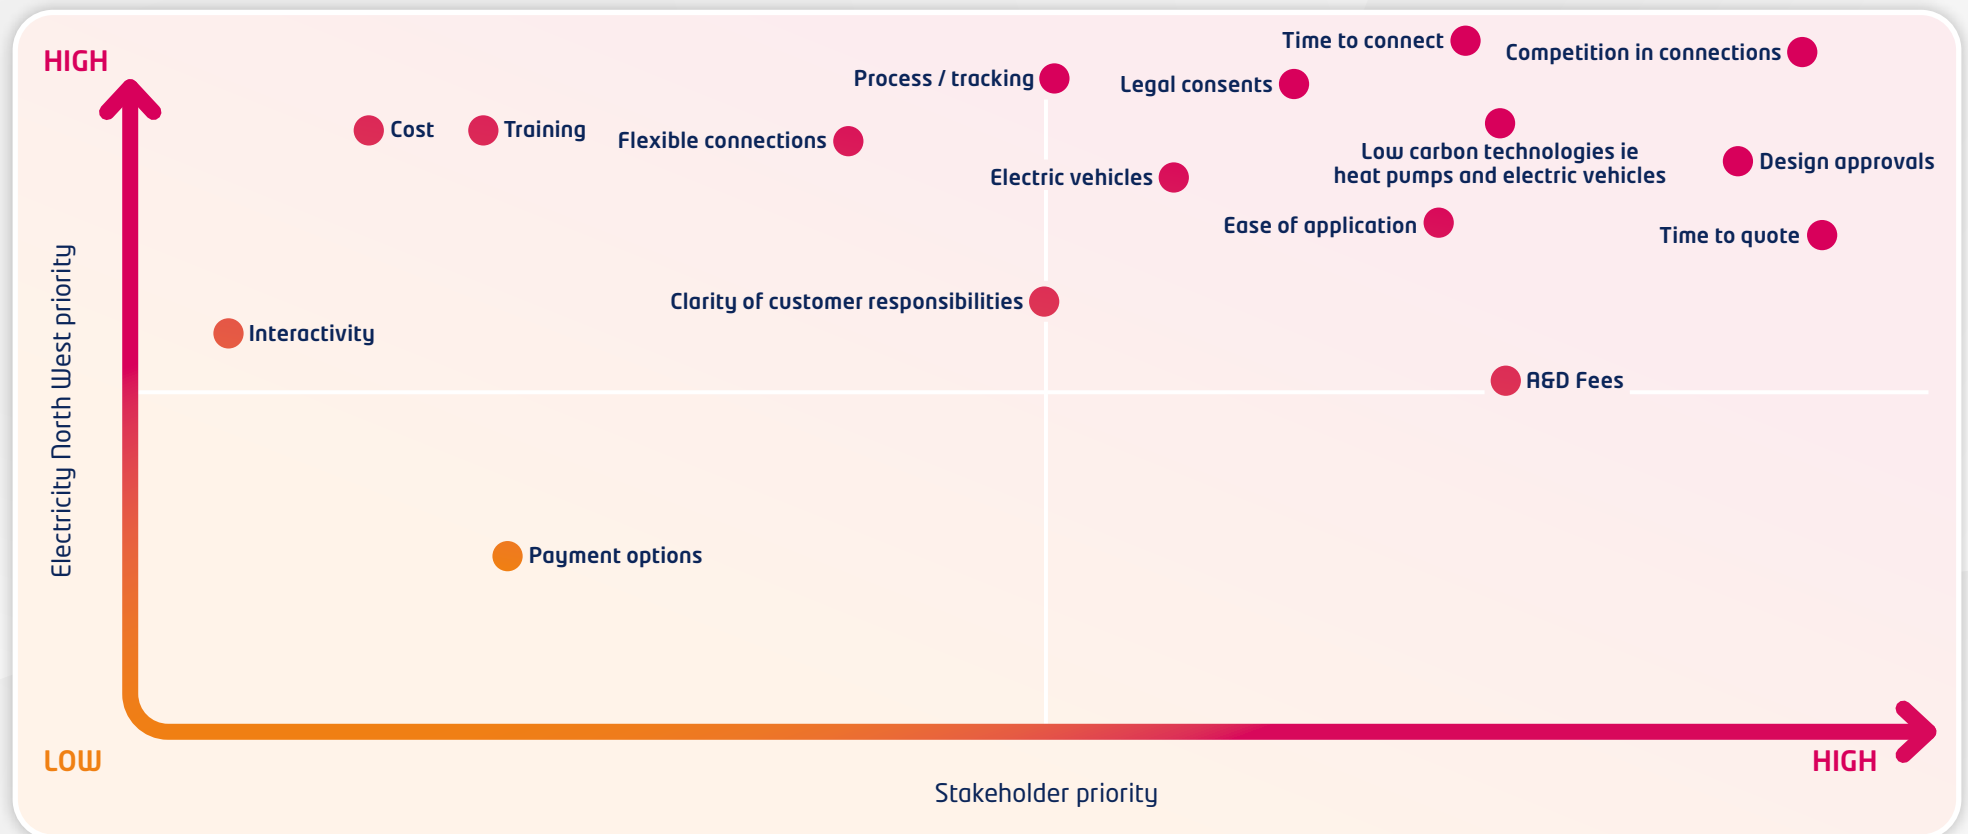 HIGH
Time to connect
Competition in connections
Process / tracking
Legal consents
Cost
Training
Flexible connections
Low carbon technologies ie
heat pumps and electric vehicles
Design approvals
Electric vehicles
Ease of application
Time to quote
Clarity of customer responsibilities
Interactivity
A&D Fees
Electricity North West priority
Payment options
LOW
HIGH
Stakeholder priority